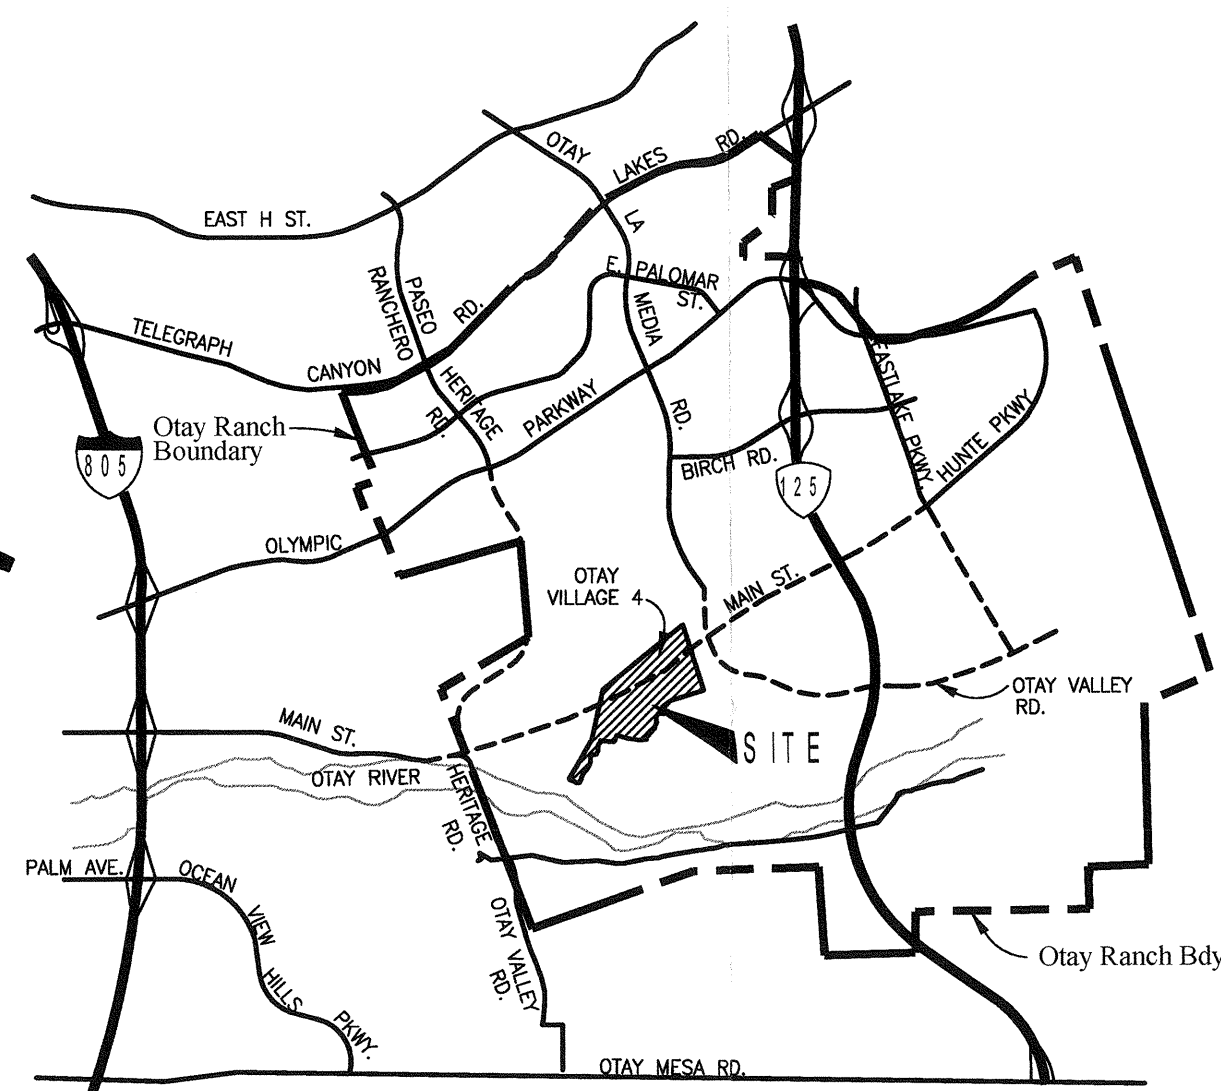 OTAY
LAKES
RD.
LA
EAST H ST.
E. PALOMAR
ST.
PASEO
RANCHERO
RD.
MEDIA
TELEGRAPH
CANYON
HERITAGE
RD.
EASTLAKE PKWY.
PARKWAY
RD.
HUNTE PKWY
Otay Ranch
Boundary
BIRCH RD.
805
125
OLYMPIC
OTAY
VILLAGE 4
MAIN ST.
OTAY VALLEY
RD.
MAIN ST.
SITE
OTAY RIVER
HERITAGE
RD.
PALM AVE.
OCEAN
VIEW
HILLS
PKWY.
OTAY VALLEY
RD.
Otay Ranch Bdy
OTAY MESA RD.